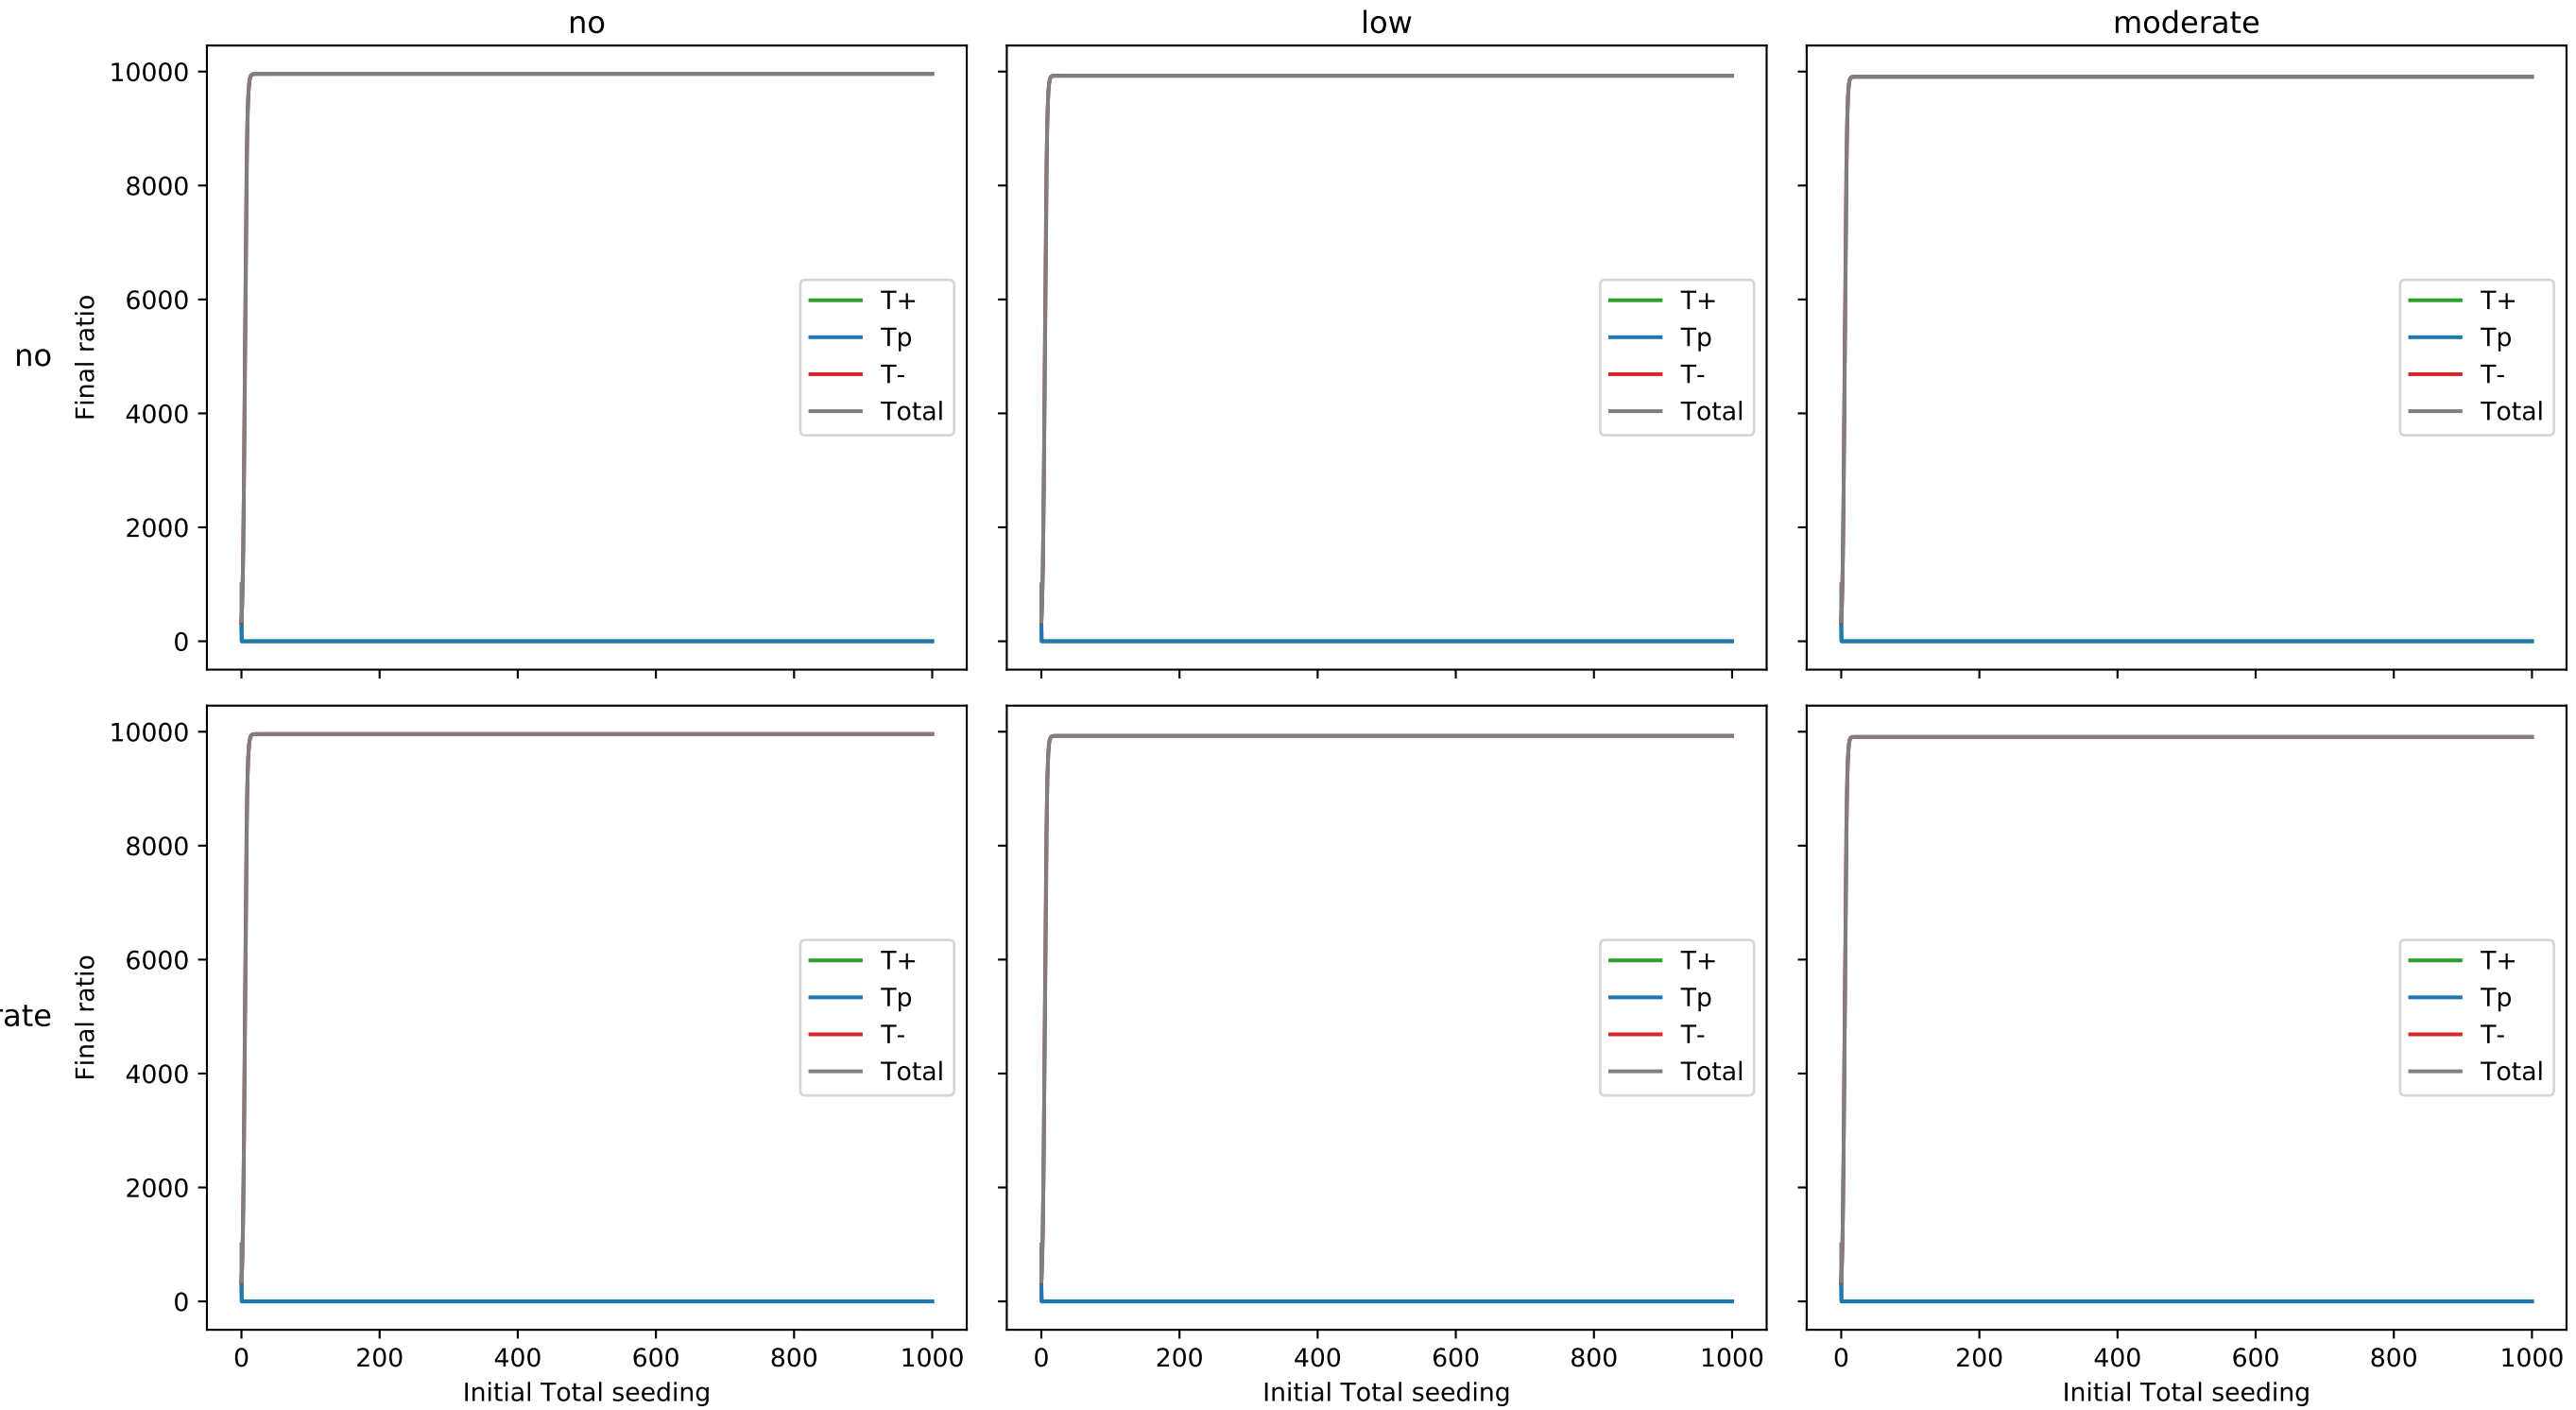 no low moderate
10000
8000
6000
4000
2000
0
Final ratio
no
T+
Tp
T-
Total
T+
Tp
T-
Total
T+
Tp
T-
Total
10000
8000
6000
4000
2000
0
Final ratio
rate
T+
Tp
T-
Total
T+
Tp
T-
Total
T+
Tp
T-
Total
0 200 400 600 800 1000
0 200 400 600 800 1000
0 200 400 600 800 1000
Initial Total seeding
Initial Total seeding
Initial Total seeding